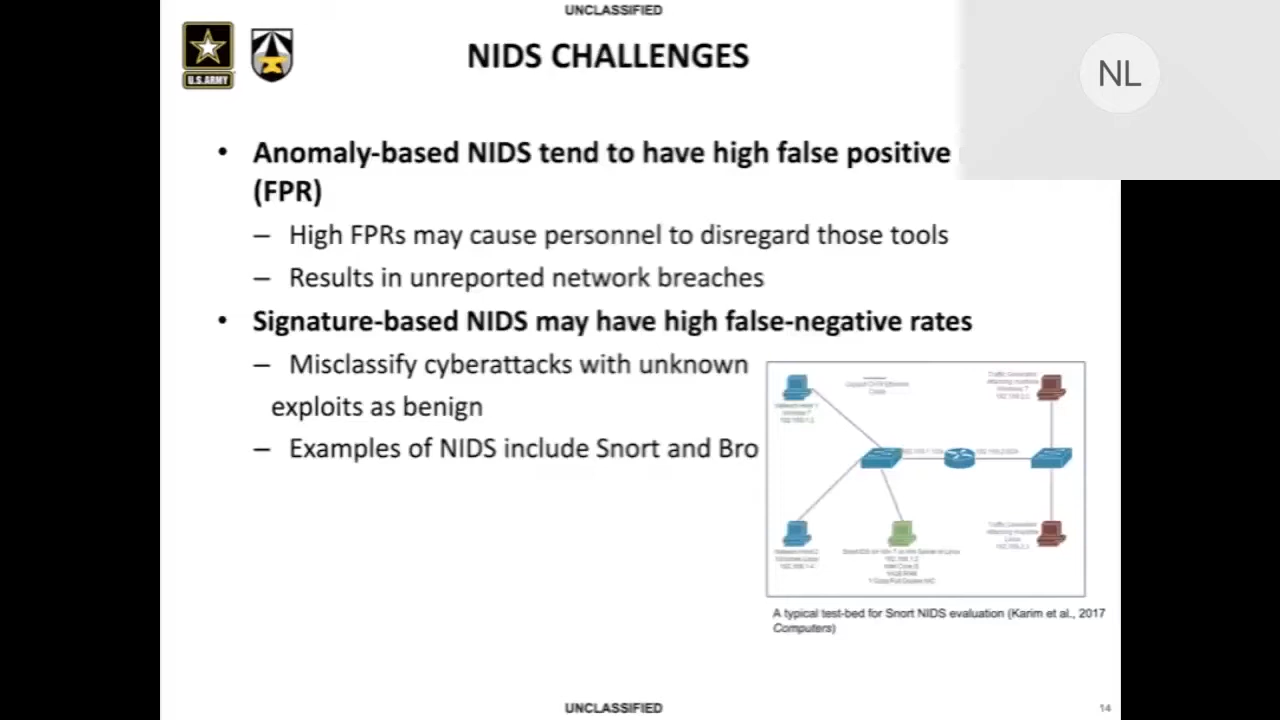 UNCLASSIFIED
U.S.ARMY
NIDS CHALLENGES
NL
• Anomaly-based NIDS tend to have high false positive
(FPR)
– High FPRs may cause personnel to disregard those tools
– Results in unreported network breaches
• Signature-based NIDS may have high false-negative rates
– Misclassify cyberattacks with unknown
exploits as benign
– Examples of NIDS include Snort and Bro
A typical test-bed for Snort NIDS evaluation (Karim et al., 2017
Computers)
UNCLASSIFIED
14